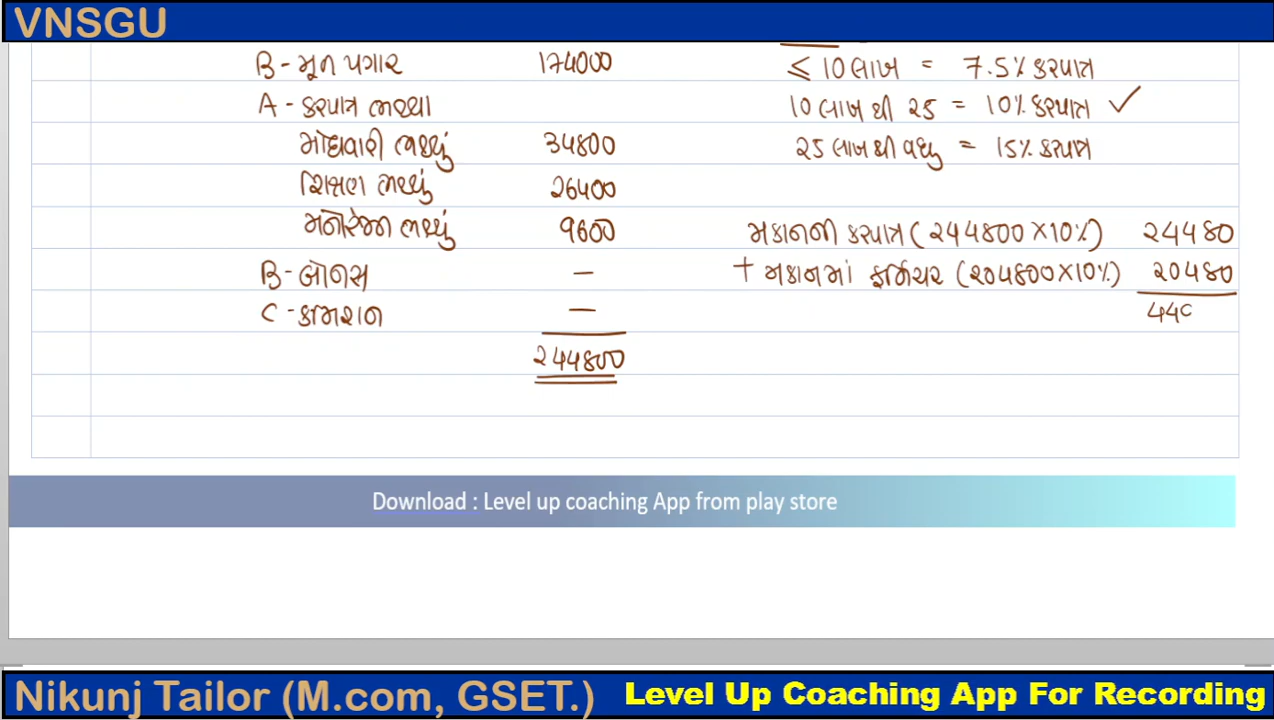 VNSGU
B - મૂળ પગાર 174000
≤ 10 લાખ = 7.5% કરપાત્ર
A - કરપાત્ર ભથ્થા
10 લાખ થી 25 = 10% કરપાત્ર ✓
મોંઘવારી ભથ્થું 34800
25 લાખ થી વધુ = 15% કરપાત્ર
શિક્ષણ ભથ્થું 26400
મનોરંજન ભથ્થું 9600
મકાનની કરપાત્ર (244800 X 10%) 24480
B - બોનસ —
+ મકાનમાં ફર્નિચર (204800 X 10%) 20480
C - કમિશન —
244800
Download : Level up coaching App from play store
Nikunj Tailor (M.com, GSET.)
Level Up Coaching App For Recording